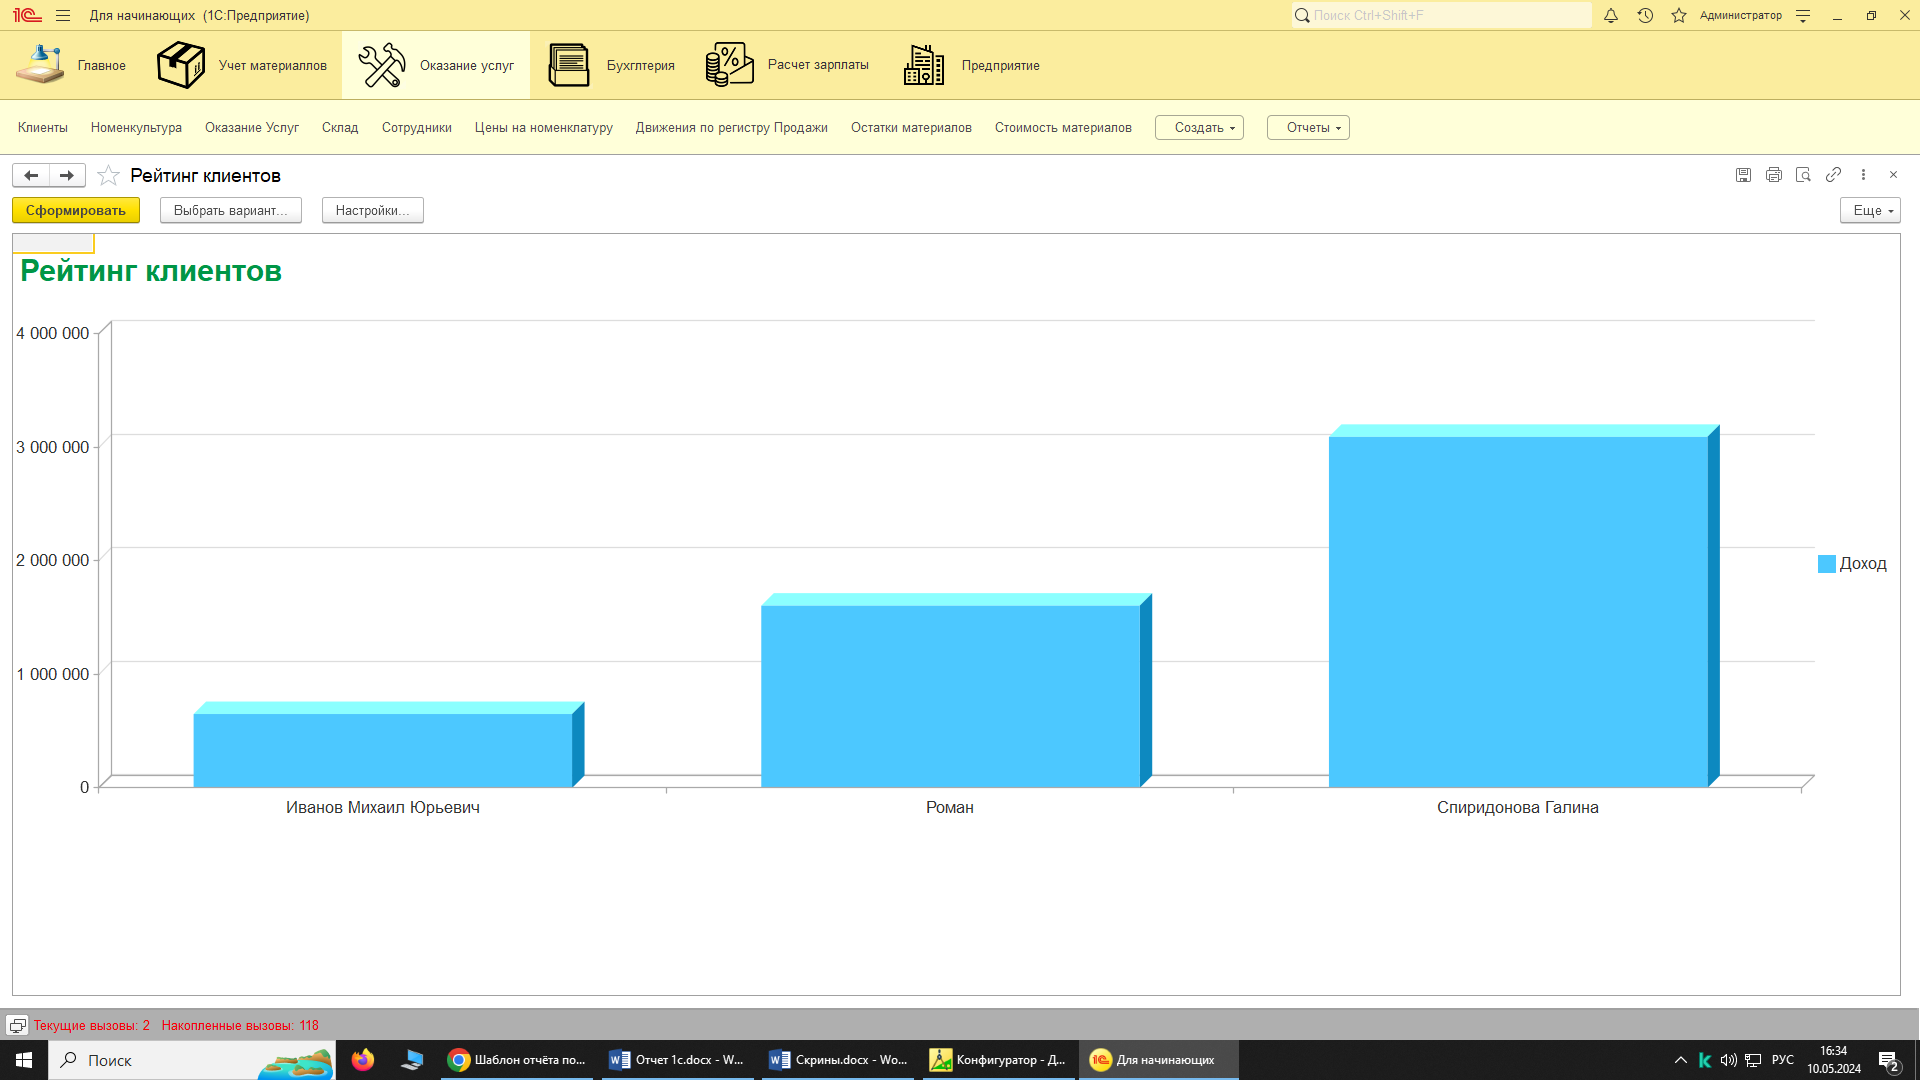 Для начинающих (1С:Предприятие)
Поиск Ctrl+Shift+F
Администратор
Главное
Учет материаллов
Оказание услуг
Бухглтерия
Расчет зарплаты
Предприятие
Клиенты
Номенкультура
Оказание Услуг
Склад
Сотрудники
Цены на номенклатуру
Движения по регистру Продажи
Остатки материалов
Стоимость материалов
Создать
Отчеты
Рейтинг клиентов
Сформировать
Выбрать вариант...
Настройки...
Еще
Рейтинг клиентов
4 000 000
3 000 000
2 000 000
1 000 000
0
Иванов Михаил Юрьевич
Роман
Спиридонова Галина
Доход
Текущие вызовы: 2 Накопленные вызовы: 118
Поиск
Шаблон отчёта по...
Отчет 1с.docx - W...
Скрины.docx - Wo...
Конфигуратор - Д...
Для начинающих
РУС
16:34
10.05.2024
2